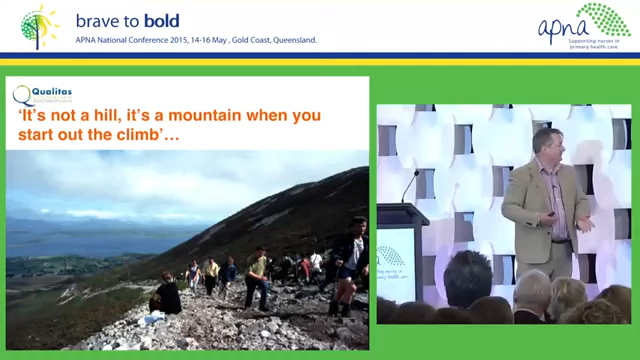 brave to bold
APNA National Conference 2015, 14-16 May , Gold Coast, Queensland.
apna
Supporting nurses in
primary health care.
Qualitas
‘It’s not a hill, it’s a mountain when you
start out the climb’…